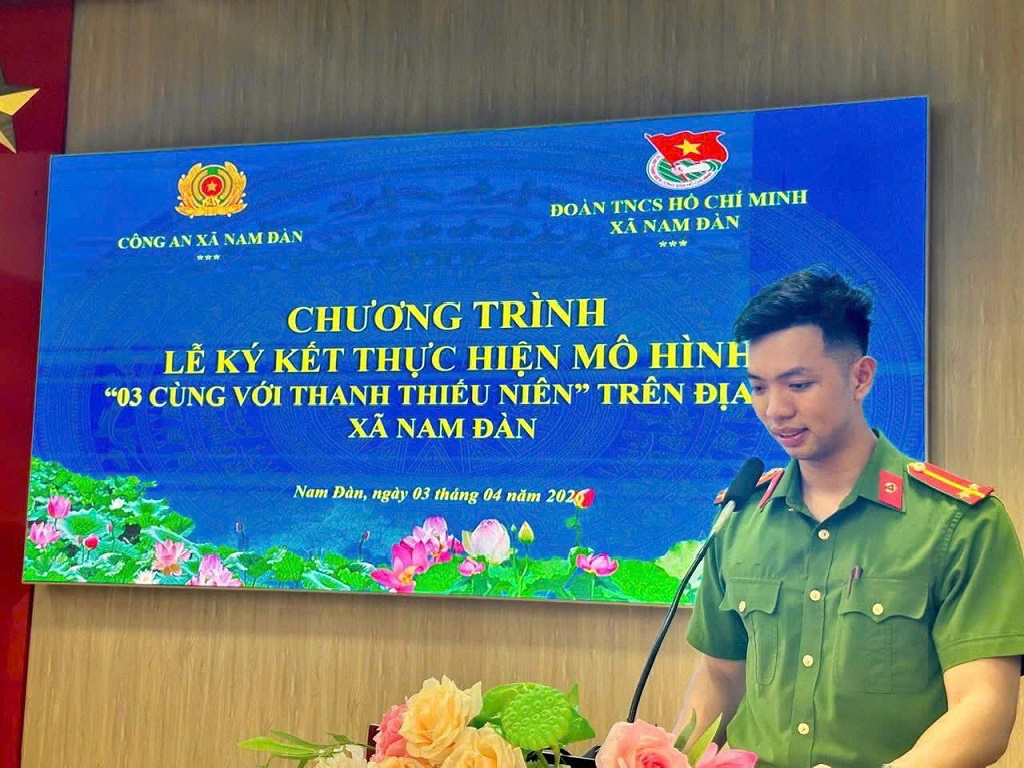 CÔNG AN XÃ NAM ĐÀN
***
ĐOÀN TNCS HỒ CHÍ MINH
XÃ NAM ĐÀN
***
CHƯƠNG TRÌNH
LỄ KÝ KẾT THỰC HIỆN MÔ HÌNH
“03 CÙNG VỚI THANH THIẾU NIÊN” TRÊN ĐỊA
XÃ NAM ĐÀN
Nam Đàn, ngày 03 tháng 04 năm 2026